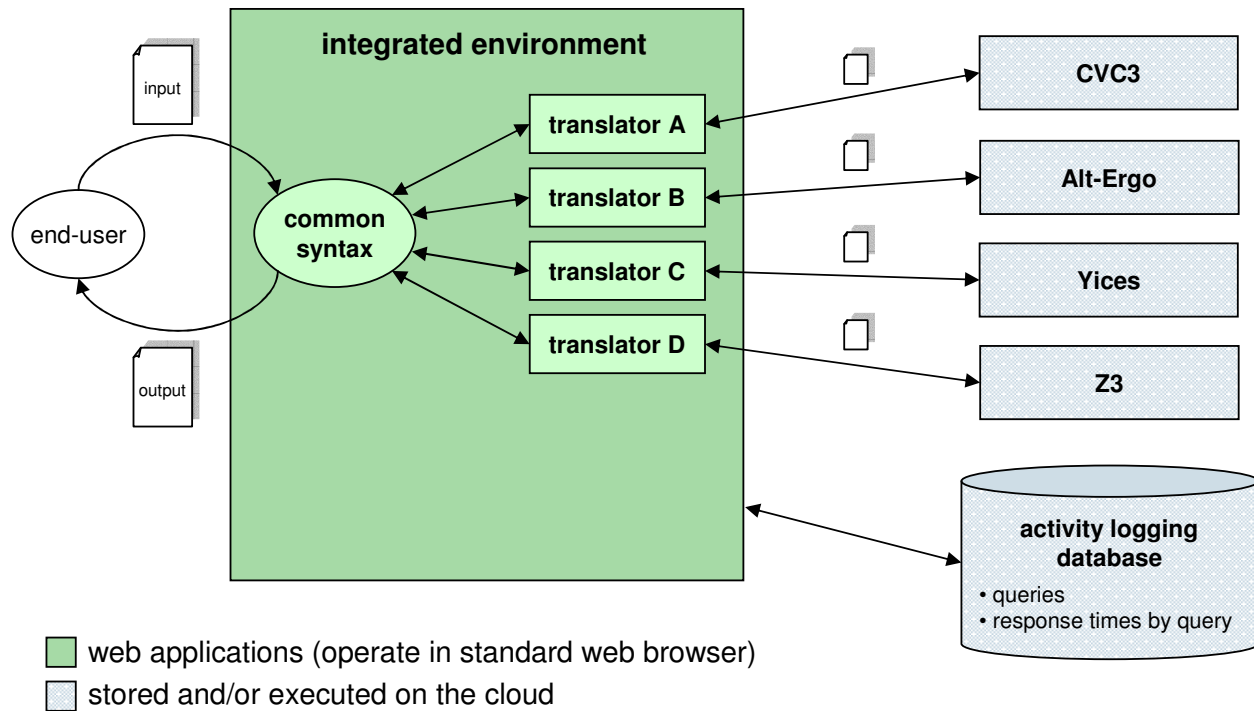 integrated environment
input
translator A
CVC3
translator B
Alt-Ergo
end-user
common
syntax
translator C
Yices
translator D
Z3
output
activity logging
database
• queries
• response times by query
web applications (operate in standard web browser)
stored and/or executed on the cloud